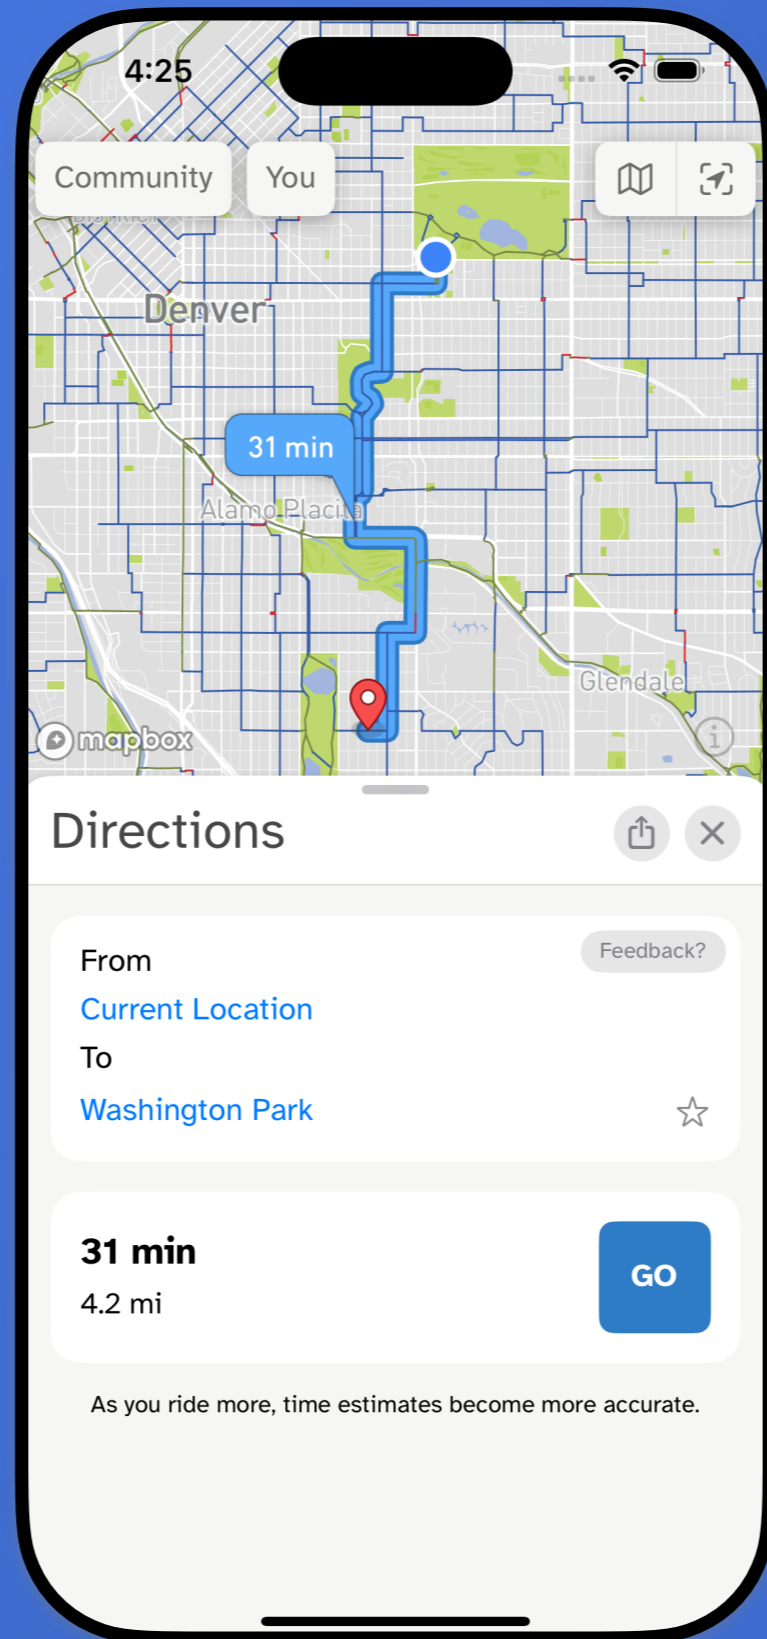 4:25
Community
You
DISTRICT
Denver
31 min
Alamo Placita
Glendale
mapbox
Directions
Feedback?
From
Current Location
To
Washington Park
31 min
4.2 mi
GO
As you ride more, time estimates become more accurate.